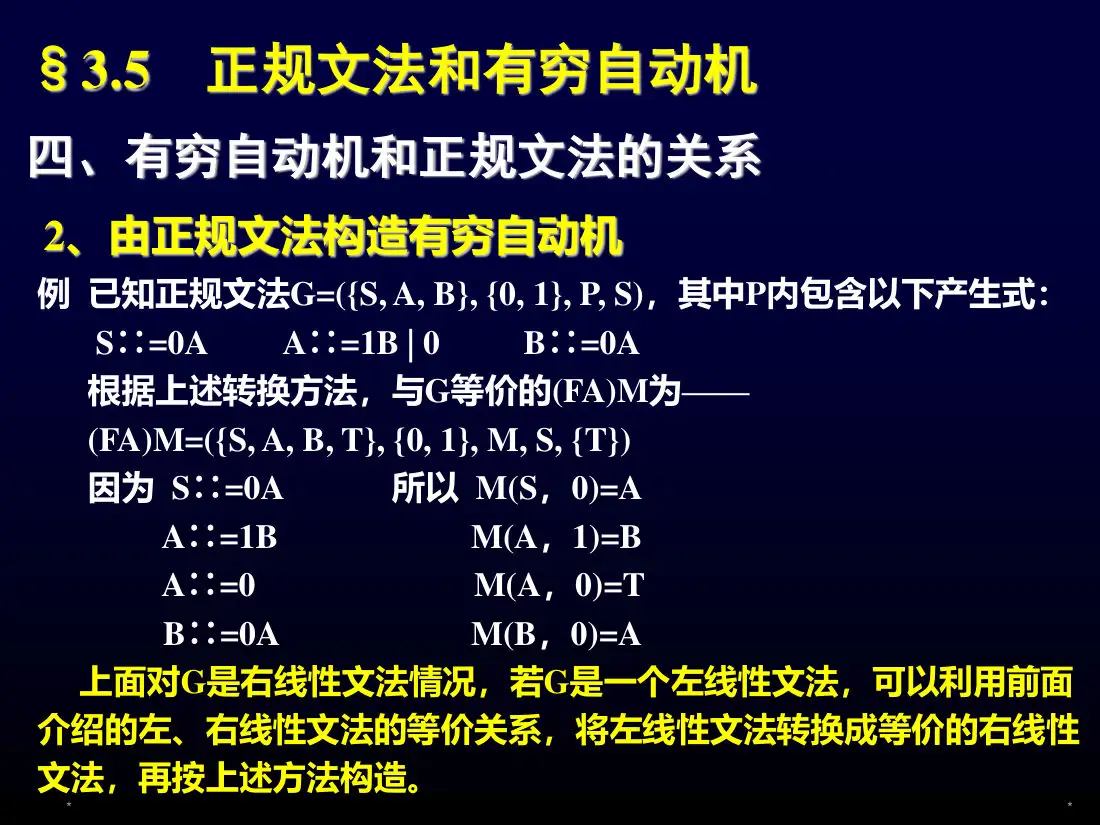 §3.5 正规文法和有穷自动机
四、有穷自动机和正规文法的关系
2、由正规文法构造有穷自动机
例 已知正规文法G=({S, A, B}, {0, 1}, P, S)，其中P内包含以下产生式：
S∷=0A A∷=1B | 0 B∷=0A
根据上述转换方法，与G等价的(FA)M为——
(FA)M=({S, A, B, T}, {0, 1}, M, S, {T})
因为 S∷=0A 所以 M(S，0)=A
A∷=1B M(A，1)=B
A∷=0 M(A，0)=T
B∷=0A M(B，0)=A
上面对G是右线性文法情况，若G是一个左线性文法，可以利用前面
介绍的左、右线性文法的等价关系，将左线性文法转换成等价的右线性
文法，再按上述方法构造。
* *